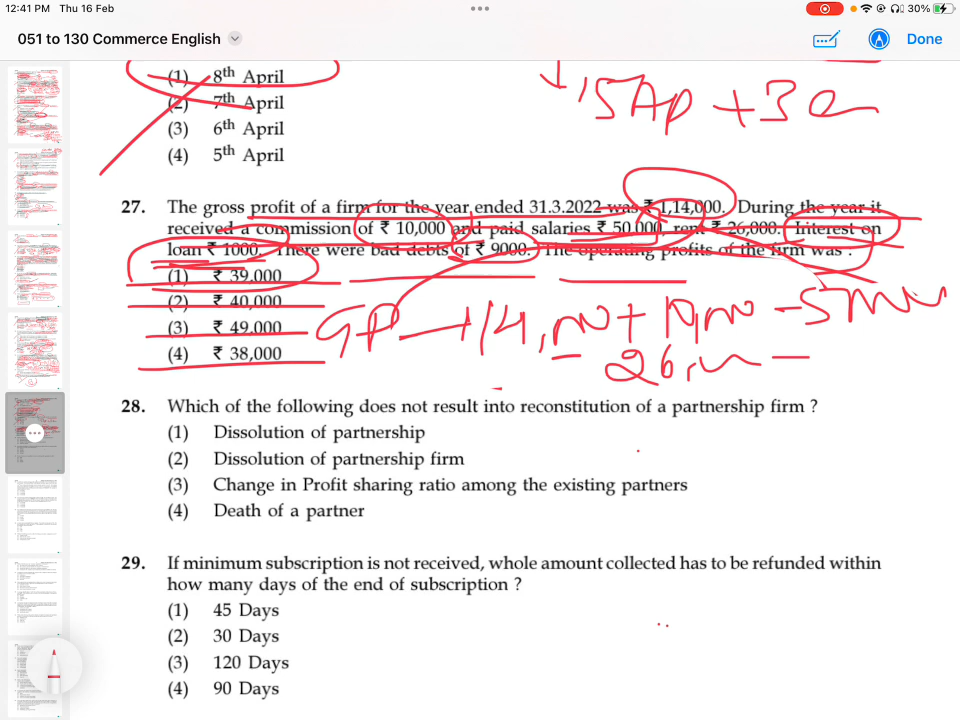 12:41 PM Thu 16 Feb
30%
051 to 130 Commerce English
Done
(1) 8th April
(2) 7th April
(3) 6th April
(4) 5th April
15 Ap + 3
27. The gross profit of a firm for the year ended 31.3.2022 was ₹ 1,14,000. During the year it
received a commission of ₹ 10,000 and paid salaries ₹ 50,000, rent ₹ 26,000. Interest on
loan ₹ 1000. There were bad debts of ₹ 9000. The operating profits of the firm was :
(1) ₹ 39,000
(2) ₹ 40,000
(3) ₹ 49,000
(4) ₹ 38,000
GP
28. Which of the following does not result into reconstitution of a partnership firm ?
(1) Dissolution of partnership
(2) Dissolution of partnership firm
(3) Change in Profit sharing ratio among the existing partners
(4) Death of a partner
29. If minimum subscription is not received, whole amount collected has to be refunded within
how many days of the end of subscription ?
(1) 45 Days
(2) 30 Days
(3) 120 Days
(4) 90 Days